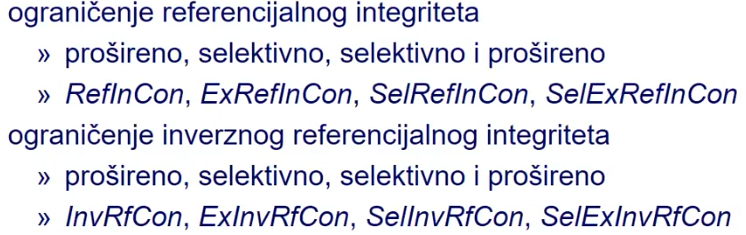 ograničenje referencijalnog integriteta
» prošireno, selektivno, selektivno i prošireno
» RefInCon, ExRefInCon, SelRefInCon, SelExRefInCon
ograničenje inverznog referencijalnog integriteta
» prošireno, selektivno, selektivno i prošireno
» InvRfCon, ExInvRfCon, SelInvRfCon, SelExInvRfCon